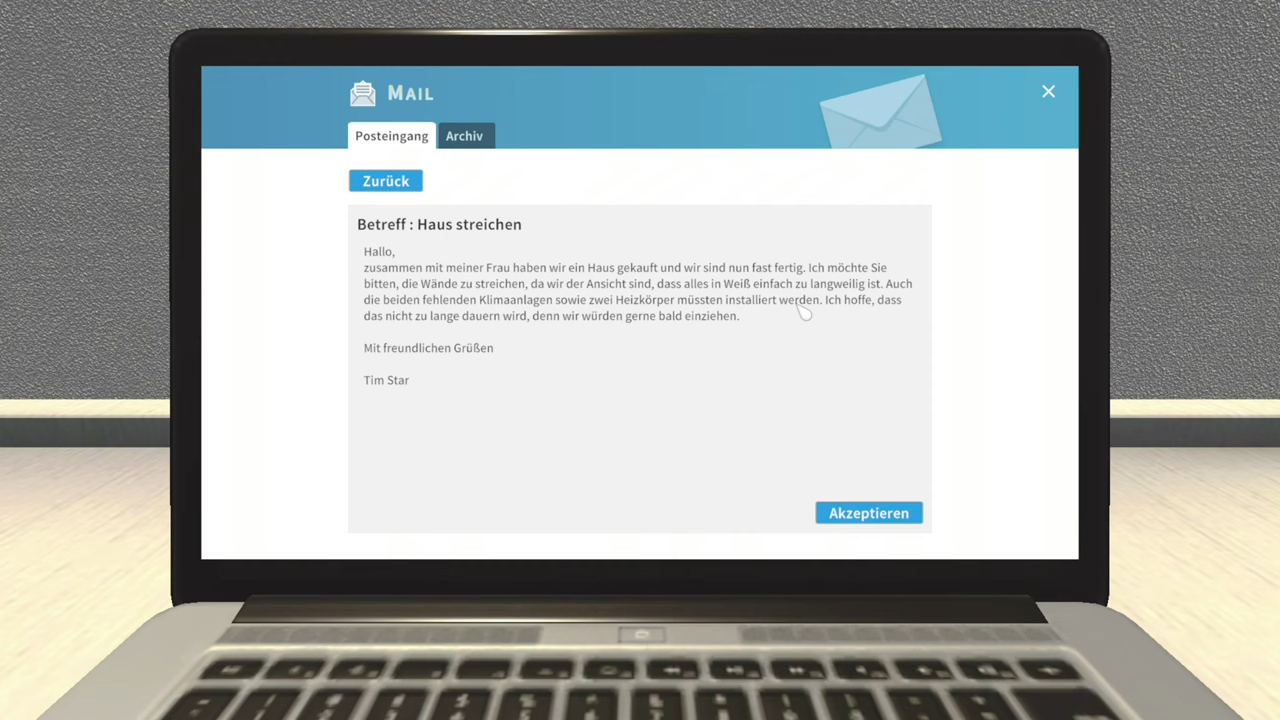 MAIL
Posteingang
Archiv
Zurück
Betreff : Haus streichen
Hallo,
zusammen mit meiner Frau haben wir ein Haus gekauft und wir sind nun fast fertig. Ich möchte Sie
bitten, die Wände zu streichen, da wir der Ansicht sind, dass alles in Weiß einfach zu langweilig ist. Auch
die beiden fehlenden Klimaanlagen sowie zwei Heizkörper müssten installiert werden. Ich hoffe, dass
das nicht zu lange dauern wird, denn wir würden gerne bald einziehen.
Mit freundlichen Grüßen
Tim Star
Akzeptieren